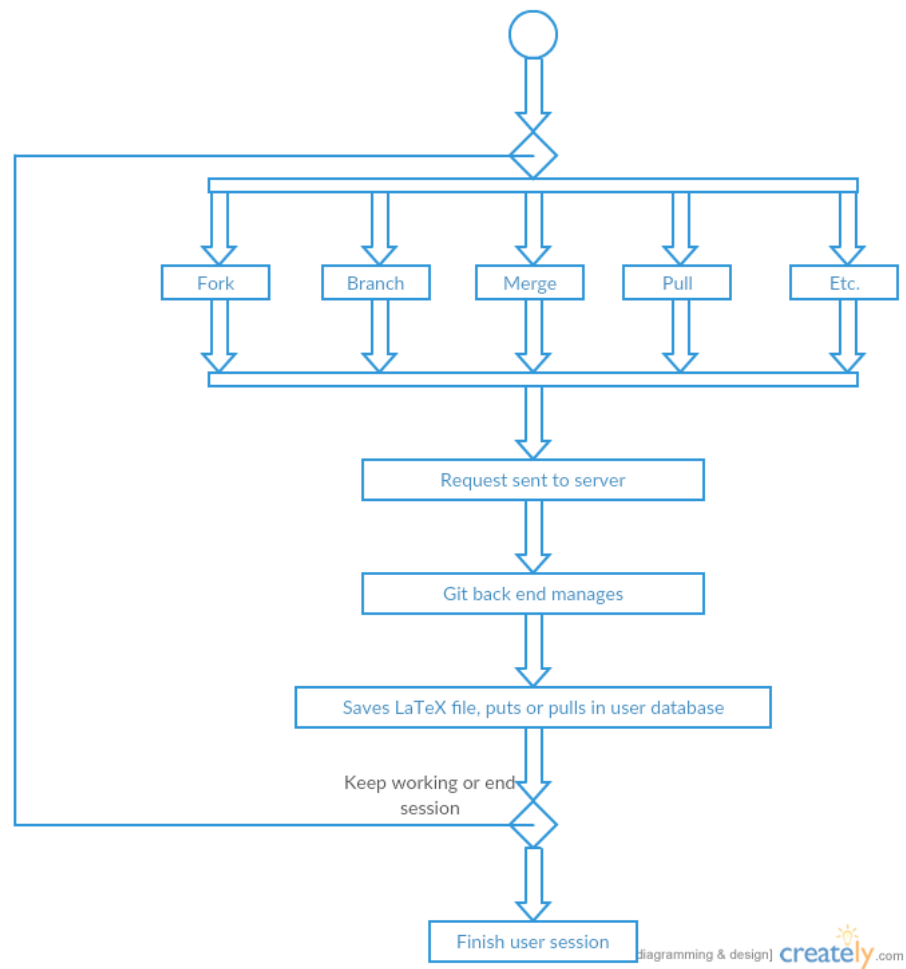 Fork
Branch
Merge
Pull
Etc.
Request sent to server
Git back end manages
Saves LaTeX file, puts or pulls in user database
Keep working or end
session
Finish user session
diagramming & design] creately.com